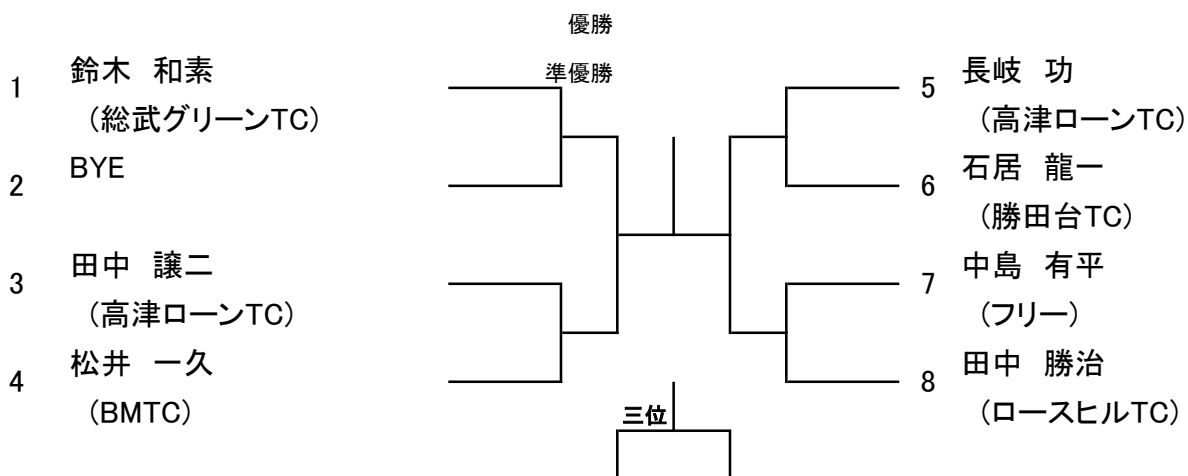 優勝
準優勝
1 鈴木 和素
(総武グリーンTC)
2 BYE
3 田中 譲二
(高津ローンTC)
4 松井 一久
(BMTC)
5 長岐 功
(高津ローンTC)
6 石居 龍一
(勝田台TC)
7 中島 有平
(フリー)
8 田中 勝治
(ロースヒルTC)
三位